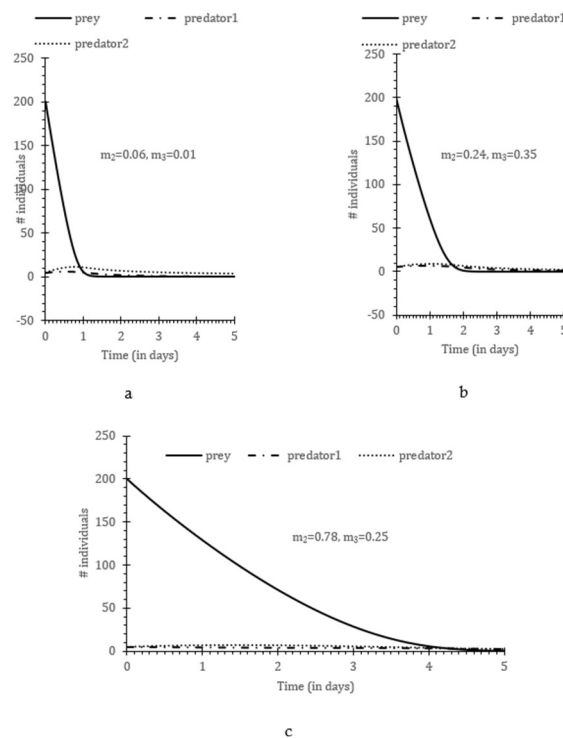 prey predator1
predator2
250
200
150
100
50
0
-50
# individuals
m2=0.06, m3=0.01
0 1 2 3 4 5
Time (in days)
a
prey predator1
predator2
250
200
150
100
50
0
-50
# individuals
m2=0.24, m3=0.35
0 1 2 3 4 5
Time (in days)
b
250
200
150
100
50
0
# individuals
prey predator1 predator2
m2=0.78, m3=0.25
0 1 2 3 4 5
Time (in days)
c